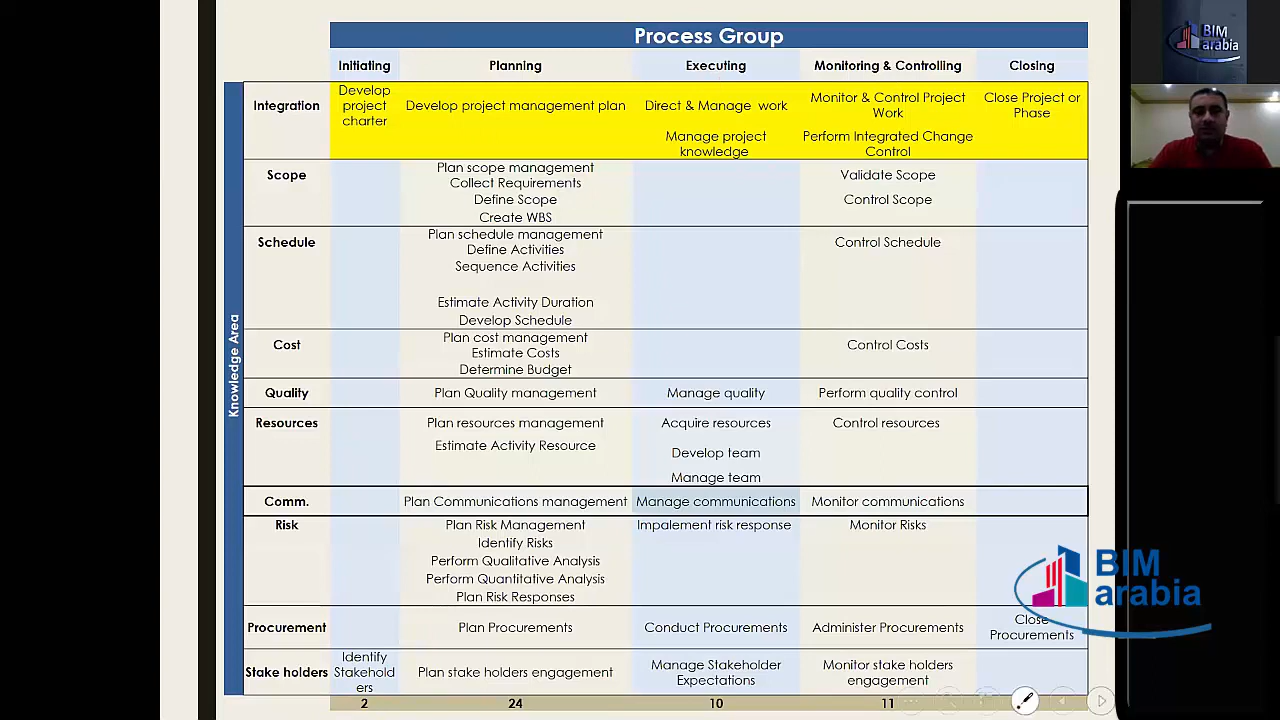 Process Group
Initiating Planning Executing Monitoring & Controlling Closing
Knowledge Area
Integration
Develop project charter
Develop project management plan
Direct & Manage work
Manage project knowledge
Monitor & Control Project Work
Perform Integrated Change Control
Close Project or Phase
Scope
Plan scope management
Collect Requirements
Define Scope
Create WBS
Validate Scope
Control Scope
Schedule
Plan schedule management
Define Activities
Sequence Activities
Estimate Activity Duration
Develop Schedule
Control Schedule
Cost
Plan cost management
Estimate Costs
Determine Budget
Control Costs
Quality
Plan Quality management
Manage quality
Perform quality control
Resources
Plan resources management
Estimate Activity Resource
Acquire resources
Develop team
Manage team
Control resources
Comm.
Plan Communications management
Manage communications
Monitor communications
Risk
Plan Risk Management
Identify Risks
Perform Qualitative Analysis
Perform Quantitative Analysis
Plan Risk Responses
Impalement risk response
Monitor Risks
Procurement
Plan Procurements
Conduct Procurements
Administer Procurements
Close Procurements
Stake holders
Identify Stakehold ers
Plan stake holders engagement
Manage Stakeholder Expectations
Monitor stake holders engagement
2 24 10 11
BIM
arabia
BIM
arabia